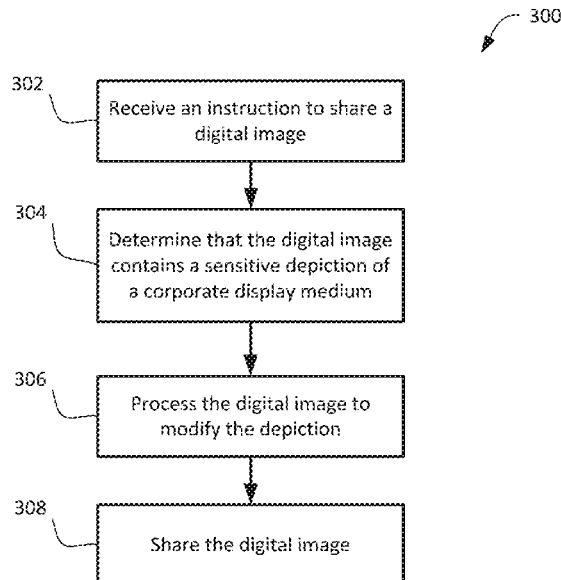 300
302
Receive an instruction to share a
digital image
304
Determine that the digital image
contains a sensitive depiction of
a corporate display medium
306
Process the digital image to
modify the depiction
308
Share the digital image